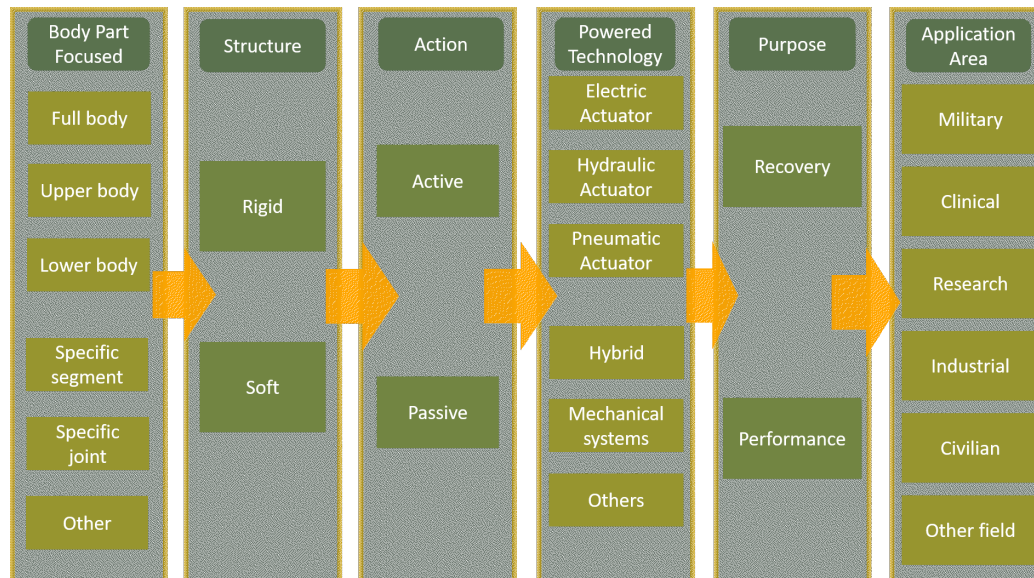 Body Part
Focused
Full body
Upper body
Lower body
Specific
segment
Specific
joint
Other
Structure
Rigid
Soft
Action
Active
Passive
Powered
Technology
Electric
Actuator
Hydraulic
Actuator
Pneumatic
Actuator
Hybrid
Mechanical
systems
Others
Purpose
Recovery
Performance
Application
Area
Military
Clinical
Research
Industrial
Civilian
Other field